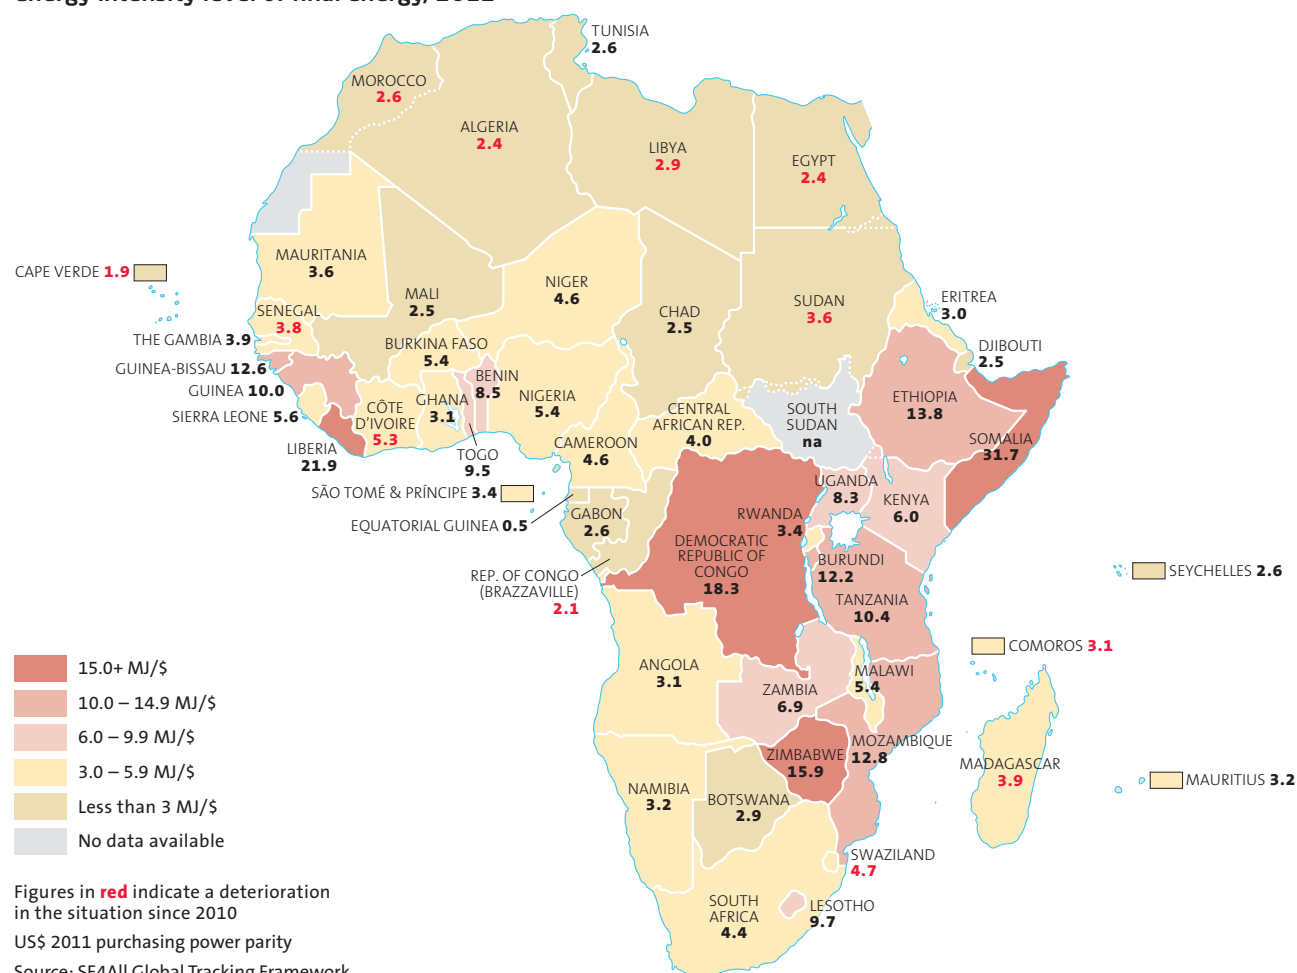 TUNISIA
2.6
MOROCCO
2.6
ALGERIA
2.4
LIBYA
2.9
EGYPT
2.4
MAURITANIA
3.6
CAPE VERDE 1.9
MALI
2.5
NIGER
4.6
CHAD
2.5
SUDAN
3.6
ERITREA
3.0
SENEGAL
3.8
THE GAMBIA 3.9
BURKINA FASO
5.4
DJIBOUTI
2.5
GUINEA-BISSAU 12.6
GUINEA 10.0
SIERRA LEONE 5.6
LIBERIA
21.9
CÔTE
D'IVOIRE
5.3
GHANA
3.1
BENIN
8.5
TOGO
9.5
NIGERIA
5.4
CAMEROON
4.6
CENTRAL
AFRICAN REP.
4.0
SOUTH
SUDAN
na
ETHIOPIA
13.8
SOMALIA
31.7
SÃO TOMÉ & PRÍNCIPE 3.4
EQUATORIAL GUINEA 0.5
GABON
2.6
REP. OF CONGO
(BRAZZAVILLE)
2.1
UGANDA
8.3
KENYA
6.0
RWANDA
3.4
DEMOCRATIC
REPUBLIC OF
CONGO
18.3
BURUNDI
12.2
TANZANIA
10.4
SEYCHELLES 2.6
COMOROS 3.1
ANGOLA
3.1
ZAMBIA
6.9
MALAWI
5.4
MOZAMBIQUE
12.8
ZIMBABWE
15.9
MADAGASCAR
3.9
MAURITIUS 3.2
NAMIBIA
3.2
BOTSWANA
2.9
SWAZILAND
4.7
SOUTH
AFRICA
4.4
LESOTHO
9.7
15.0+ MJ/$
10.0 – 14.9 MJ/$
6.0 – 9.9 MJ/$
3.0 – 5.9 MJ/$
Less than 3 MJ/$
No data available
Figures in red indicate a deterioration
in the situation since 2010
US$ 2011 purchasing power parity
Source: SE4All Global Tracking Framework